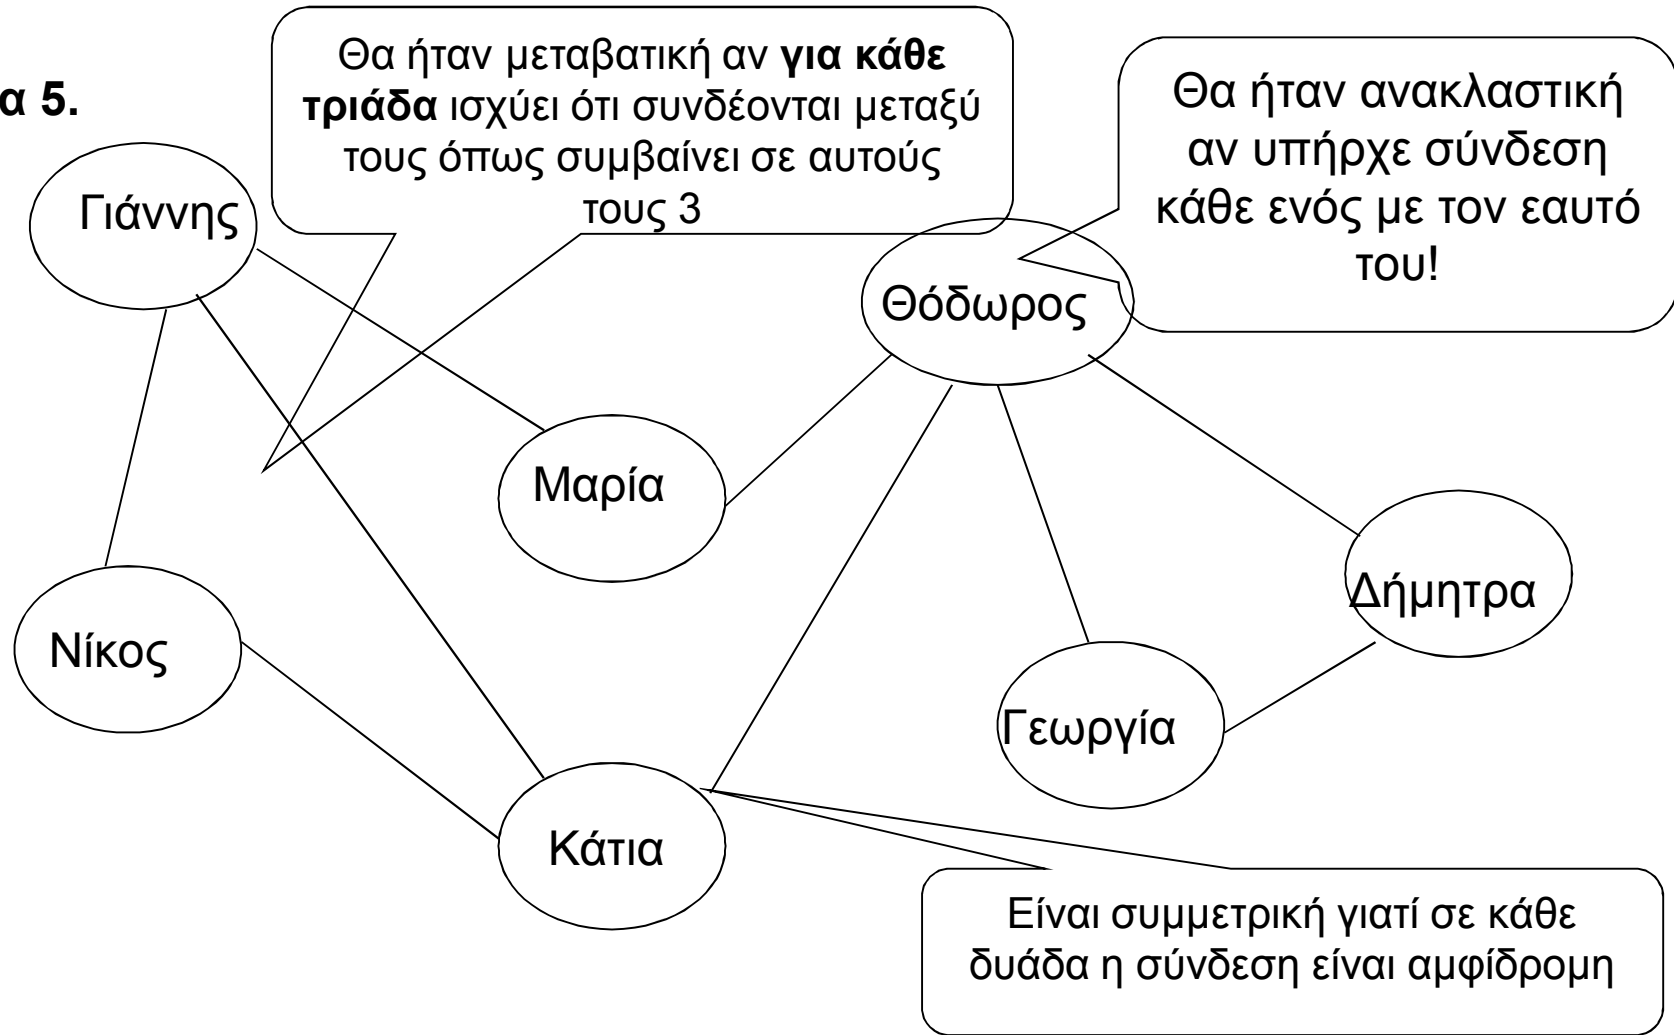 α 5.
Θα ήταν μεταβατική αν για κάθε
τριάδα ισχύει ότι συνδέονται μεταξύ
τους όπως συμβαίνει σε αυτούς
τους 3
Θα ήταν ανακλαστική
αν υπήρχε σύνδεση
κάθε ενός με τον εαυτό
του!
Γιάννης
Θόδωρος
Μαρία
Δήμητρα
Νίκος
Γεωργία
Κάτια
Είναι συμμετρική γιατί σε κάθε
δυάδα η σύνδεση είναι αμφίδρομη